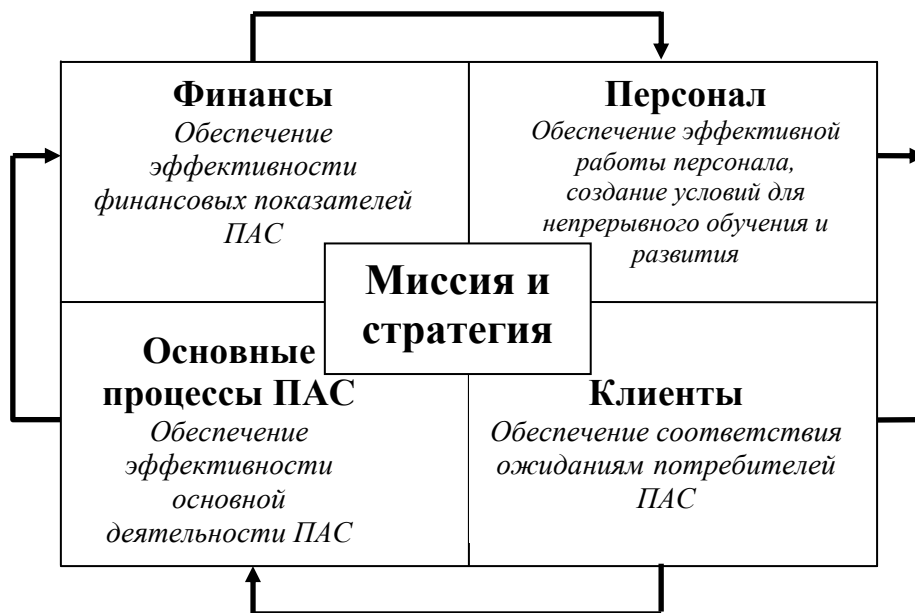 Финансы
Обеспечение
эффективности
финансовых показателей
ПАС
Персонал
Обеспечение эффективной
работы персонала,
создание условий для
непрерывного обучения и
развития
Миссия и
стратегия
Основные
процессы ПАС
Обеспечение
эффективности
основной
деятельности ПАС
Клиенты
Обеспечение соответствия
ожиданиям потребителей
ПАС